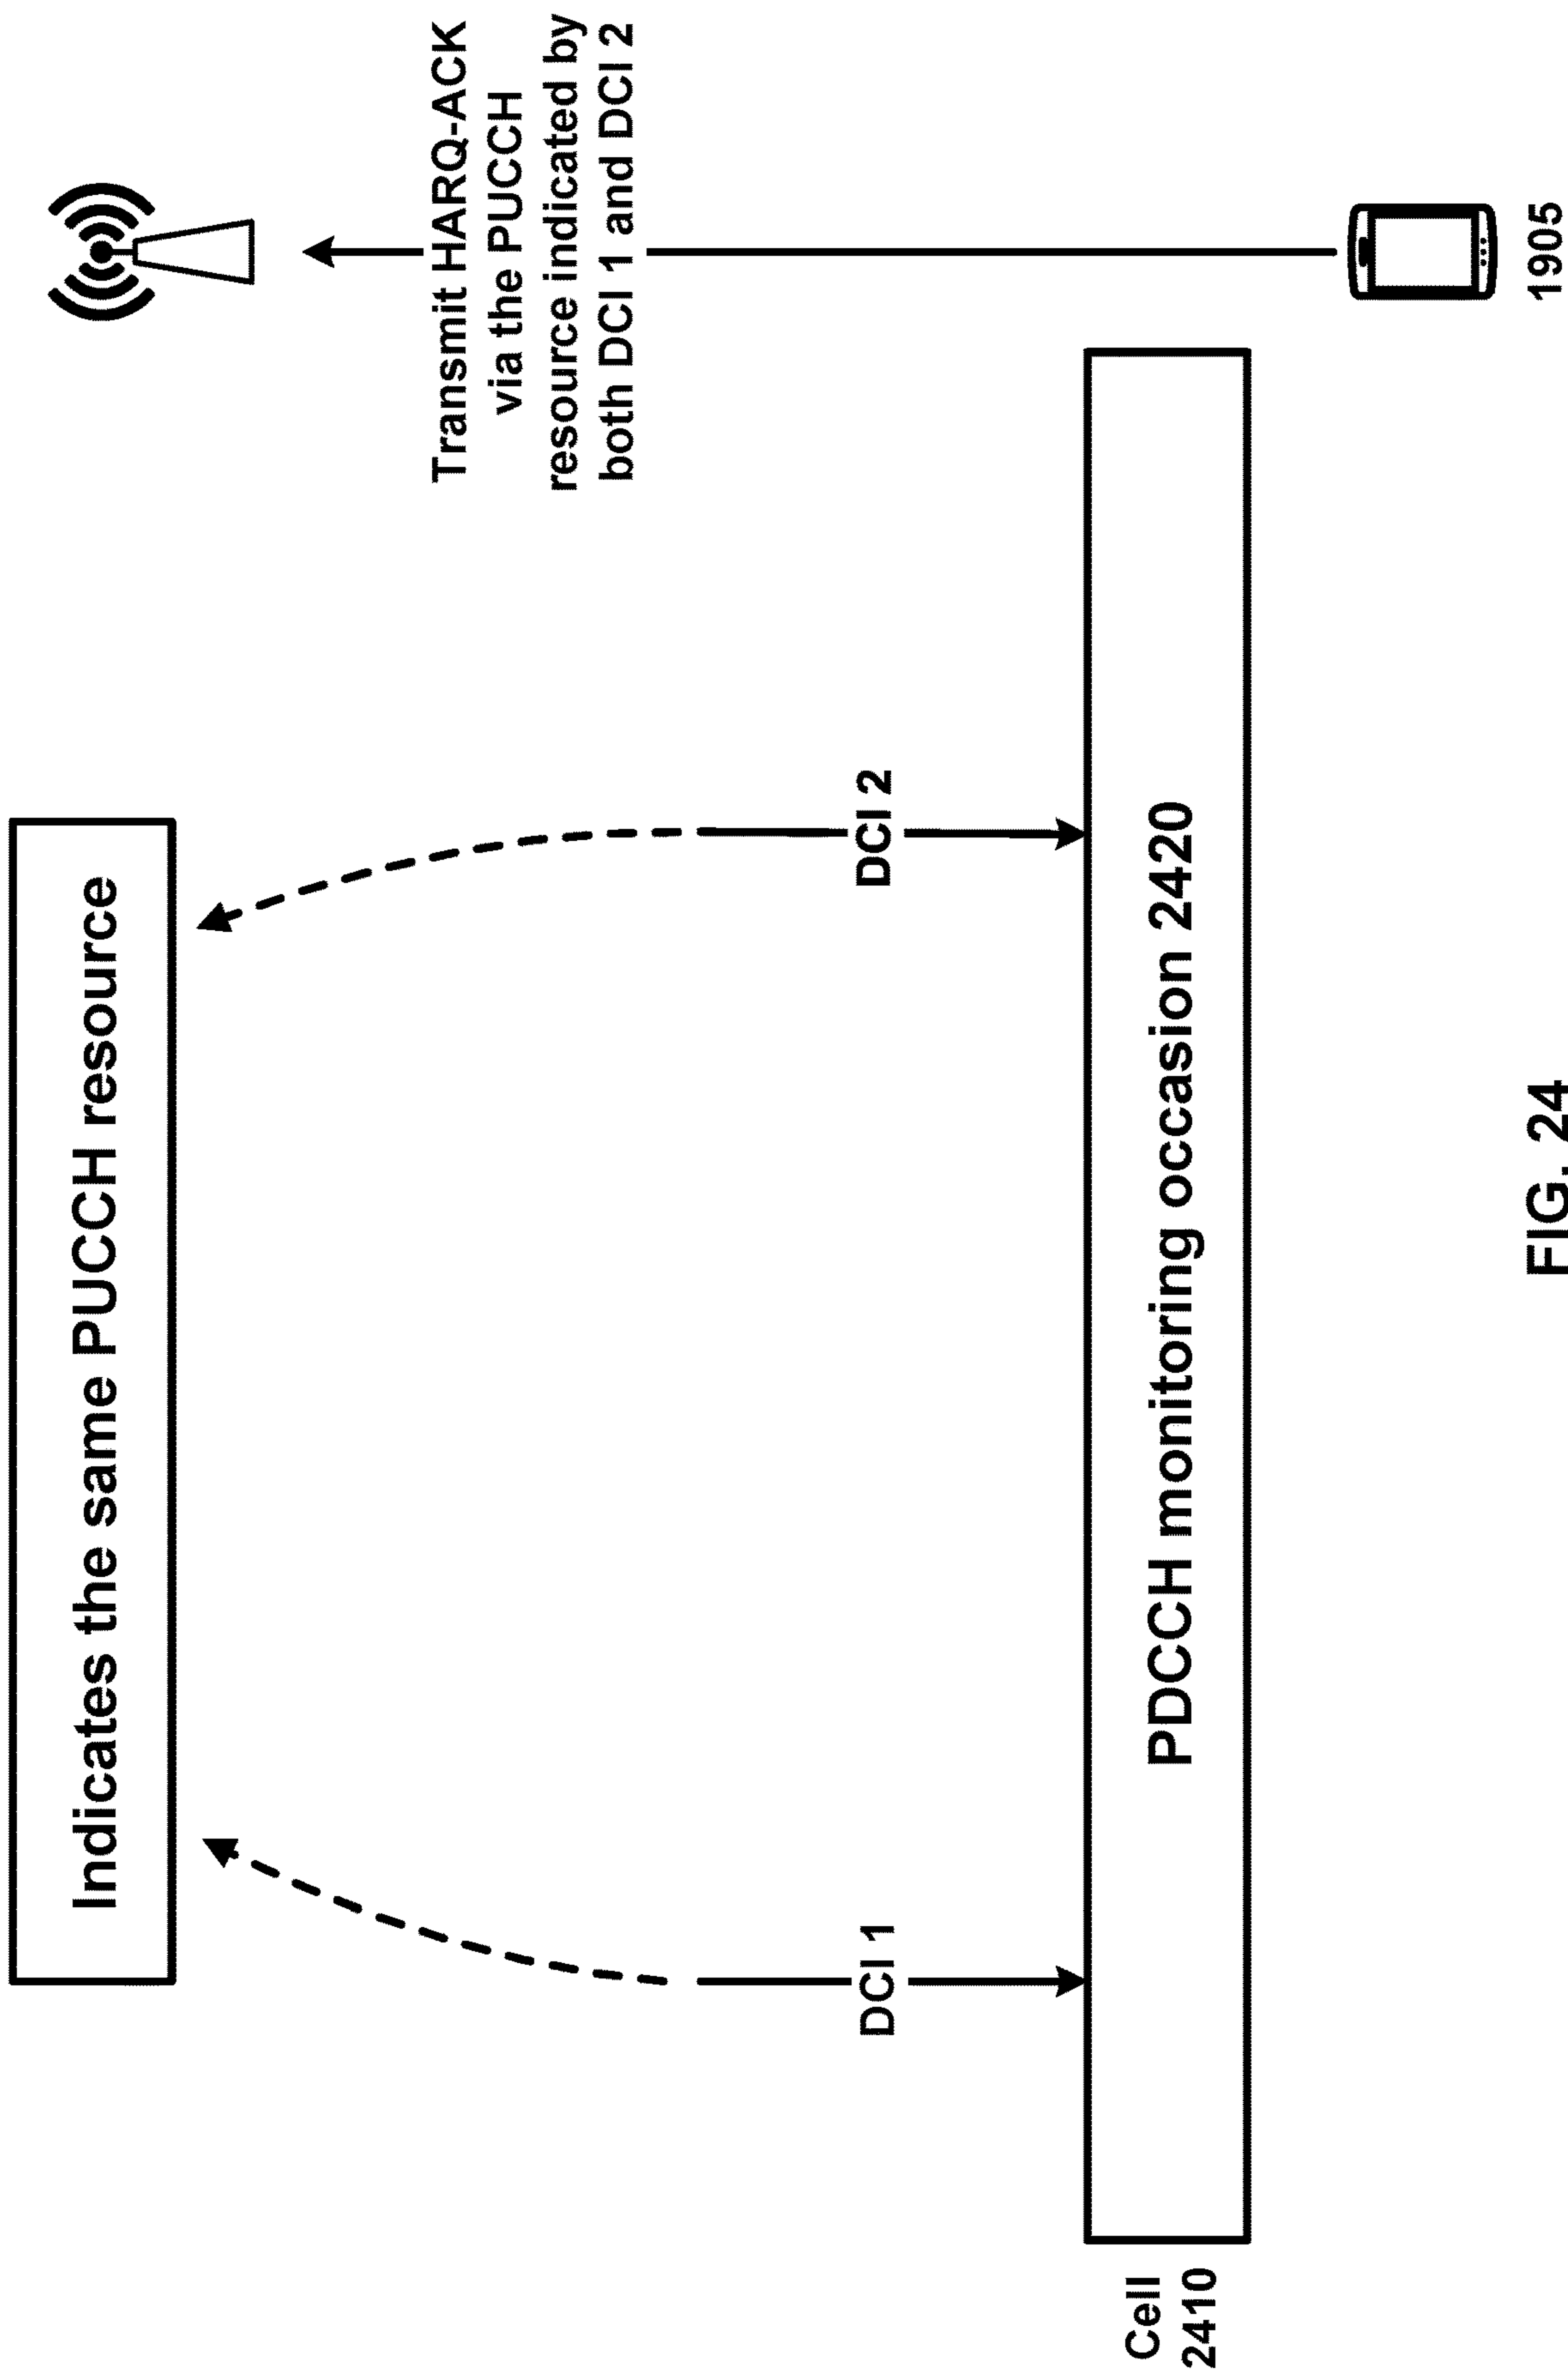 Indicates the same PUCCH resource
DCI 1
DCI 2
Cell
2410
PDCCH monitoring occasion 2420
Transmit HARQ-ACK
via the PUCCH
resource indicated by
both DCI 1 and DCI 2
1905
FIG. 24